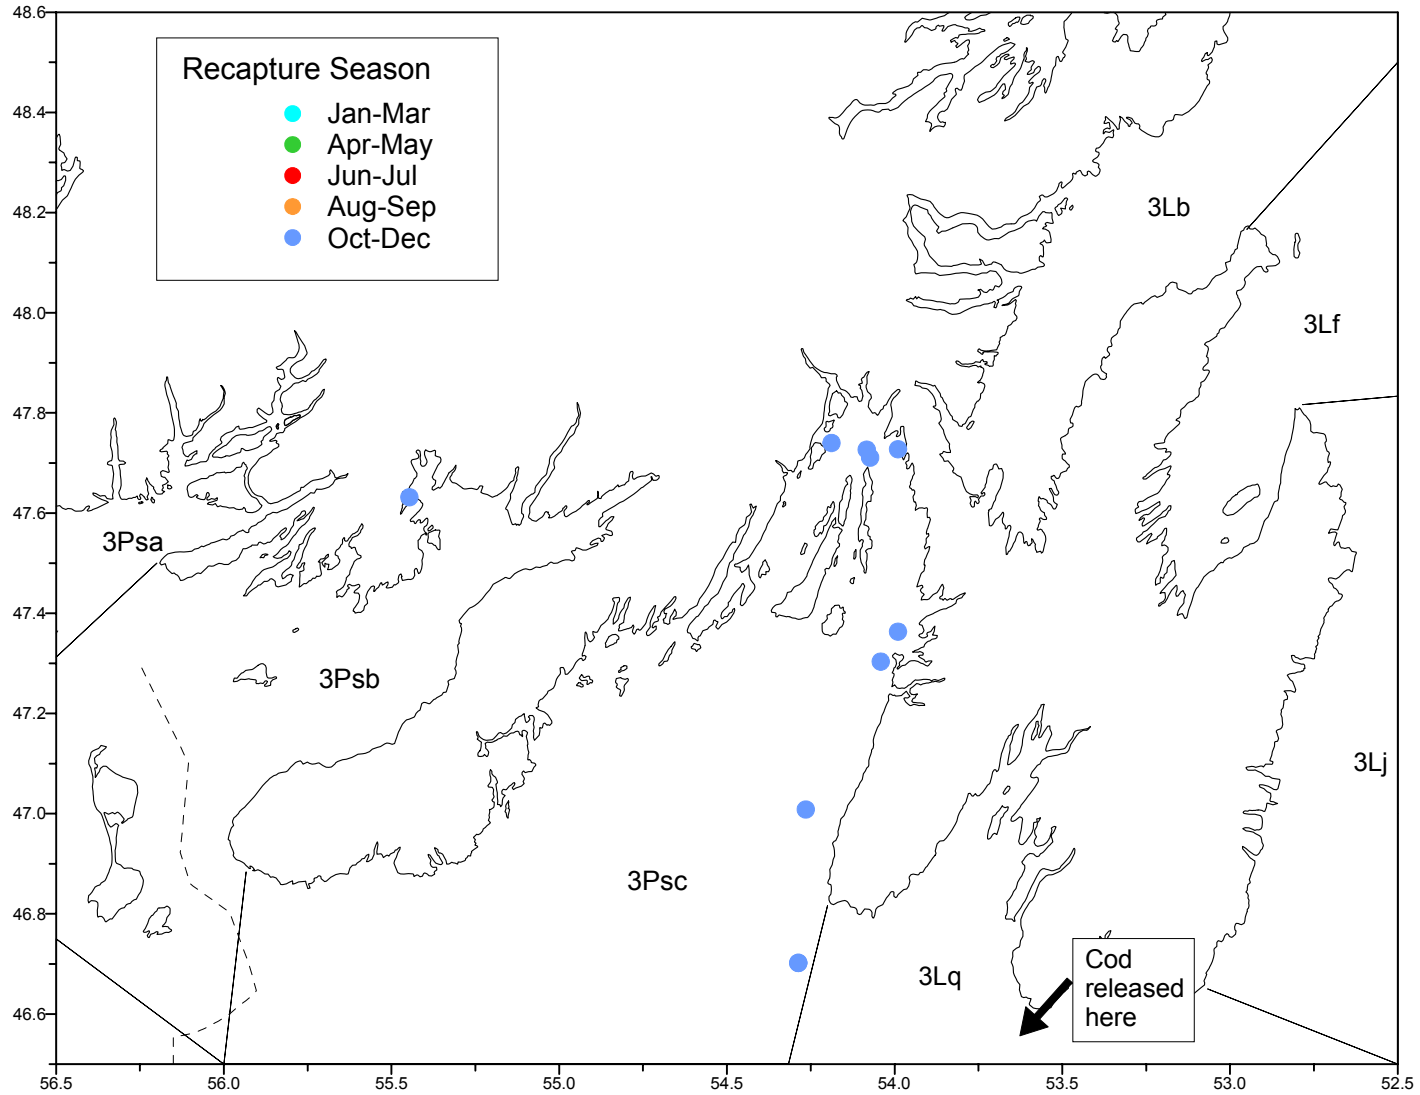 48.6
48.4
48.2
48.0
47.8
47.6
47.4
47.2
47.0
46.8
46.6
Recapture Season
Jan-Mar
Apr-May
Jun-Jul
Aug-Sep
Oct-Dec
3Lb
3Lf
3Psa
3Psb
3Lj
3Psc
3Lq
Cod
released
here
56.5 56.0 55.5 55.0 54.5 54.0 53.5 53.0 52.5